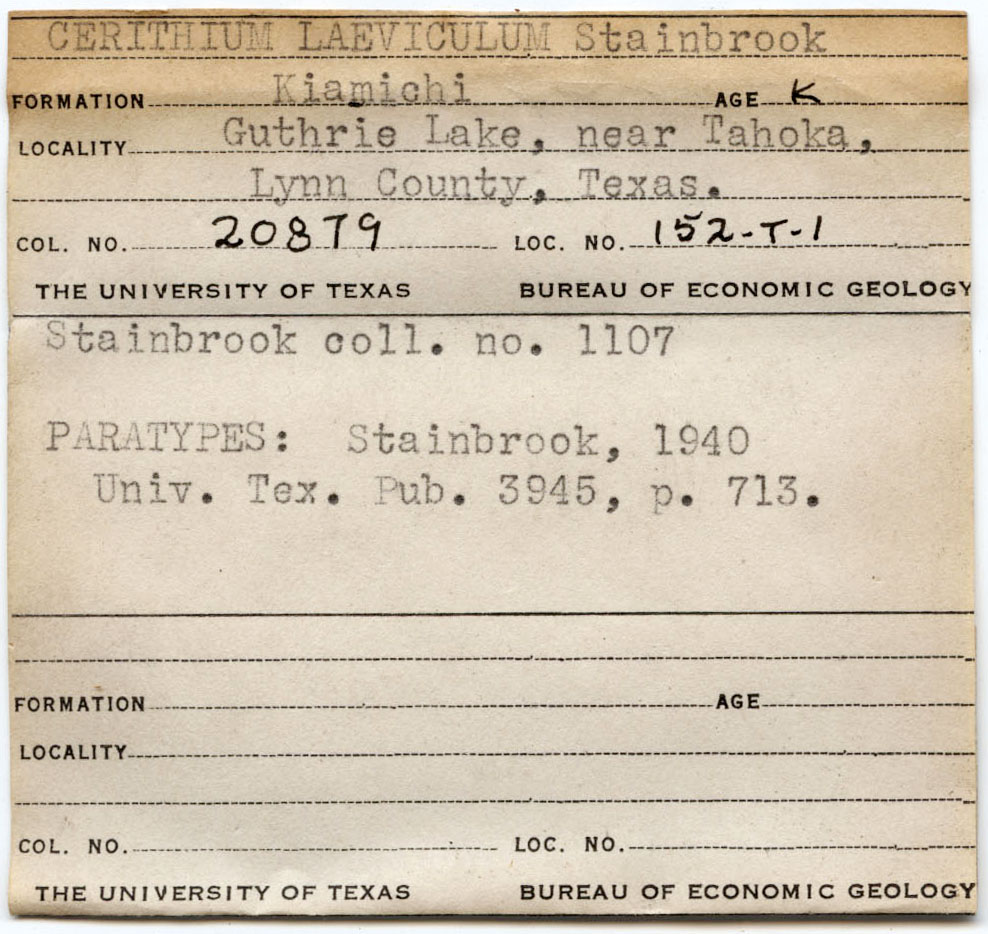 CERITHIUM LAEVICULUM Stainbrook
FORMATION Kiamichi AGE K
LOCALITY Guthrie Lake, near Tahoka,
Lynn County, Texas.
COL. NO. 20879 LOC. NO. 152-T-1
THE UNIVERSITY OF TEXAS BUREAU OF ECONOMIC GEOLOGY
Stainbrook coll. no. 1107
PARATYPES: Stainbrook, 1940
Univ. Tex. Pub. 3945, p. 713.
FORMATION AGE
LOCALITY
COL. NO. LOC. NO.
THE UNIVERSITY OF TEXAS BUREAU OF ECONOMIC GEOLOGY